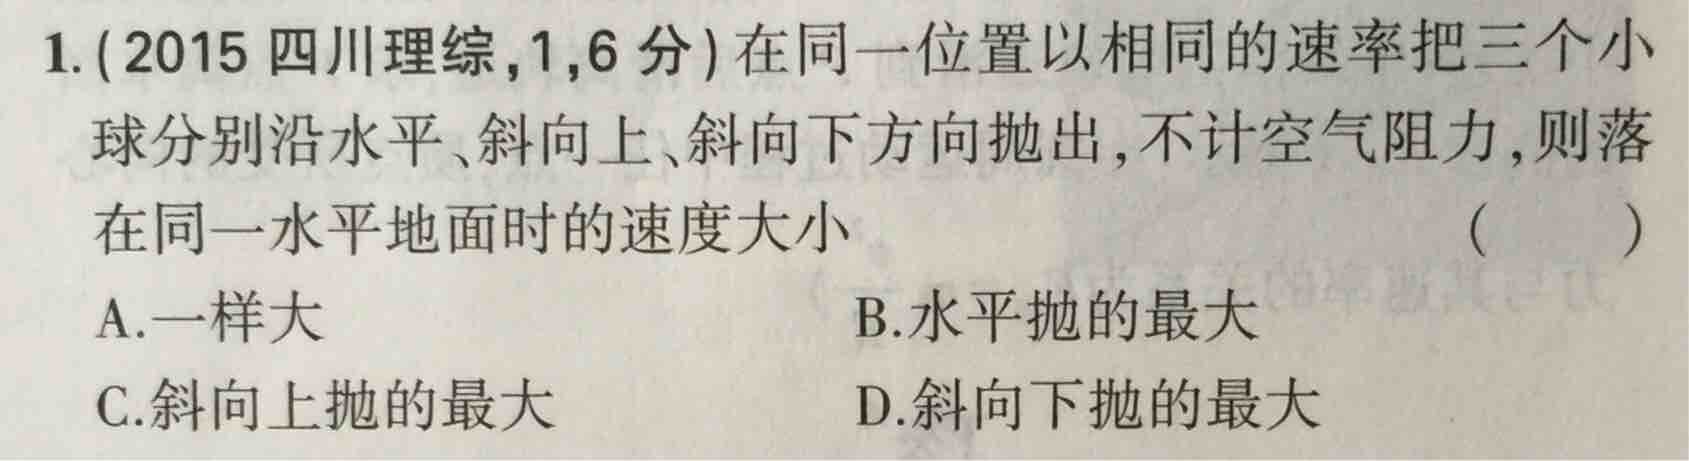 1.(2015 四川理综,1,6 分)在同一位置以相同的速率把三个小
球分别沿水平、斜向上、斜向下方向抛出,不计空气阻力,则落
在同一水平地面时的速度大小 (  )
A.一样大 B.水平抛的最大
C.斜向上抛的最大 D.斜向下抛的最大